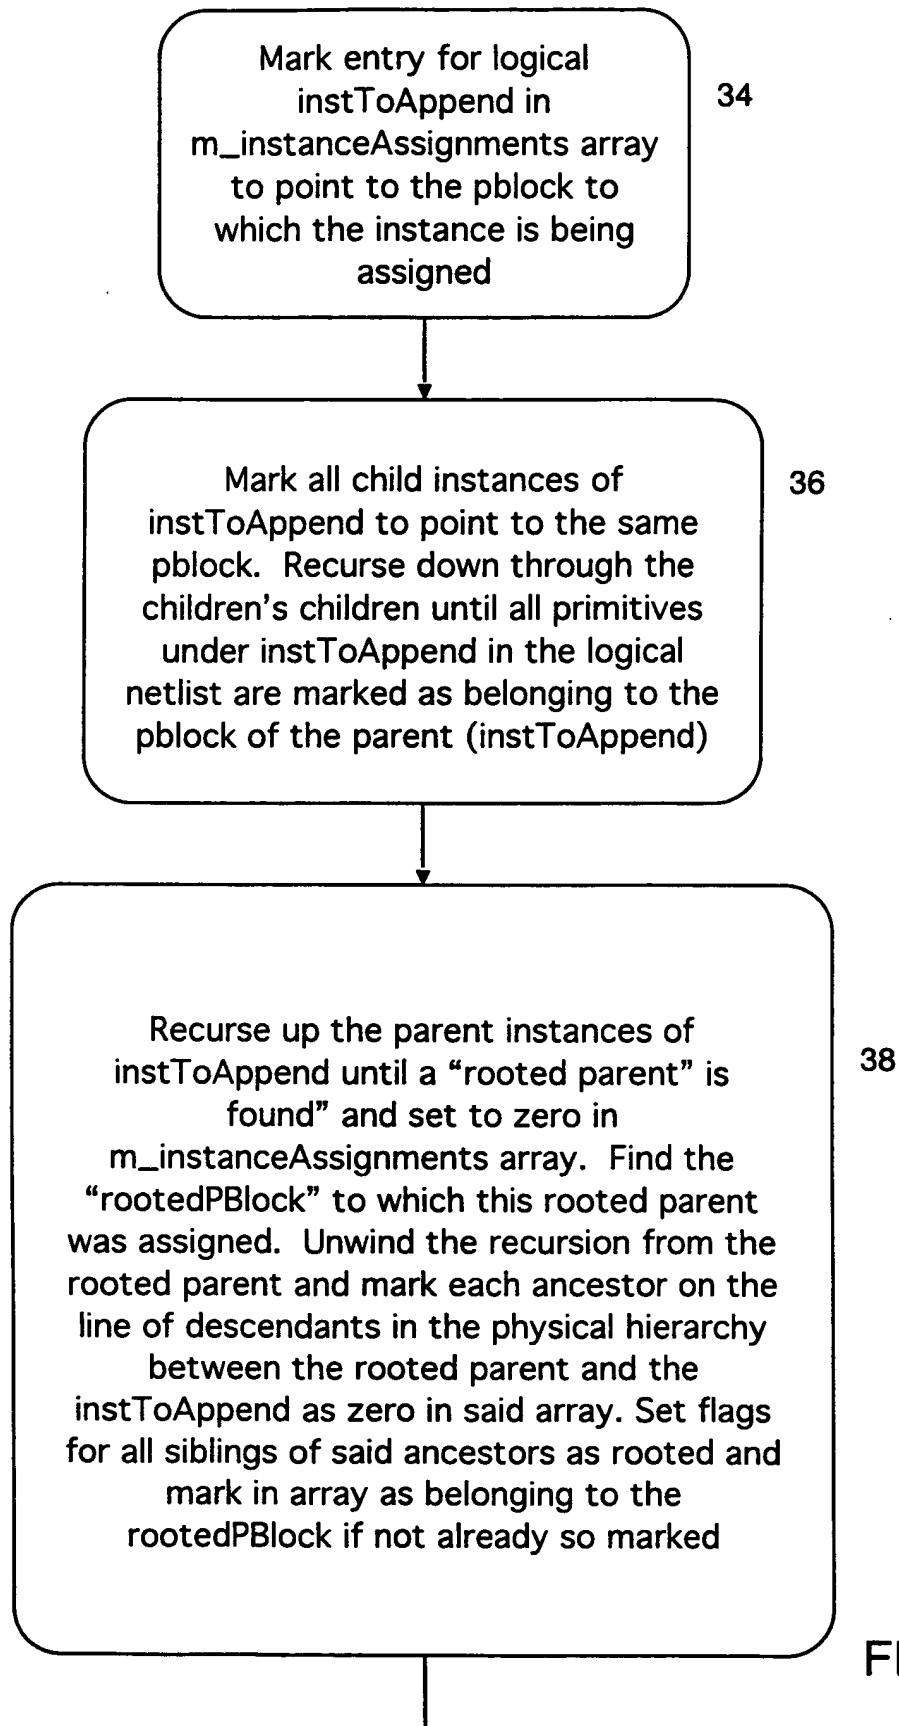 Mark entry for logical
instToAppend in
m_instanceAssignments array
to point to the pblock to
which the instance is being
assigned
34
Mark all child instances of
instToAppend to point to the same
pblock.  Recurse down through the
children's children until all primitives
under instToAppend in the logical
netlist are marked as belonging to the
pblock of the parent (instToAppend)
36
Recurse up the parent instances of
instToAppend until a “rooted parent” is
found” and set to zero in
m_instanceAssignments array.  Find the
“rootedPBlock” to which this rooted parent
was assigned.  Unwind the recursion from the
rooted parent and mark each ancestor on the
line of descendants in the physical hierarchy
between the rooted parent and the
instToAppend as zero in said array. Set flags
for all siblings of said ancestors as rooted and
mark in array as belonging to the
rootedPBlock if not already so marked
38